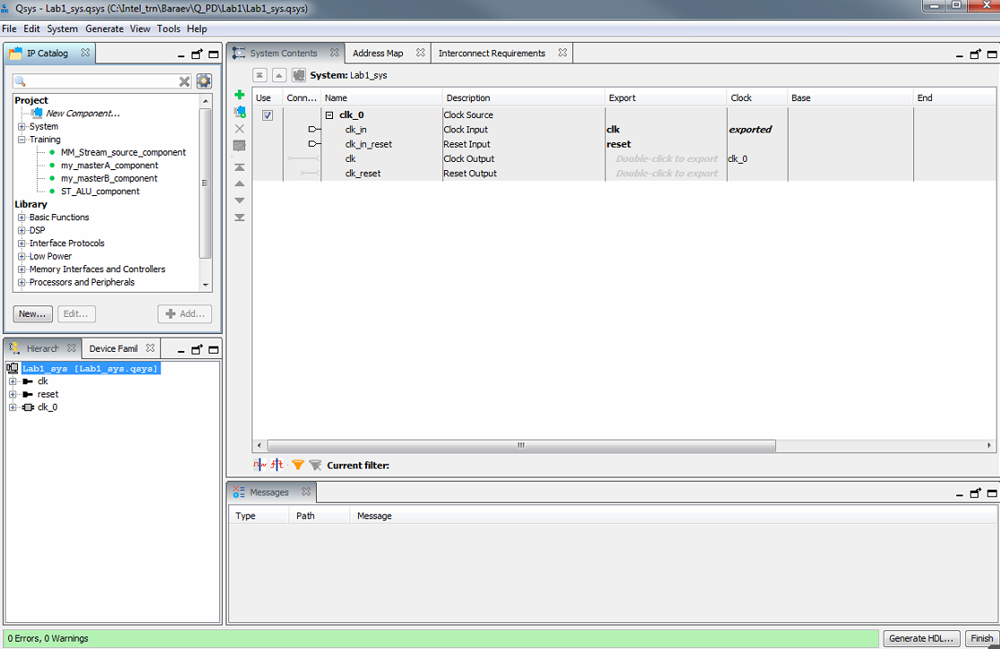 Qsys - Lab1_sys.qsys (C:\Intel_trn\Baraev\Q_PD\Lab1\Lab1_sys.qsys)
File Edit System Generate View Tools Help
IP Catalog
Project
New Component...
System
Training
MM_Stream_source_component
my_masterA_component
my_masterB_component
ST_ALU_component
Library
Basic Functions
DSP
Interface Protocols
Low Power
Memory Interfaces and Controllers
Processors and Peripherals
New... Edit... Add...
Hierarch Device Famil
Lab1_sys [Lab1_sys.qsys]
clk
reset
clk_0
System Contents Address Map Interconnect Requirements
System: Lab1_sys
Use Conn... Name Description Export Clock Base End
clk_0 Clock Source
clk_in Clock Input clk exported
clk_in_reset Reset Input reset
clk Clock Output Double-click to export clk_0
clk_reset Reset Output Double-click to export
Current filter:
Messages
Type Path Message
0 Errors, 0 Warnings Generate HDL... Finish